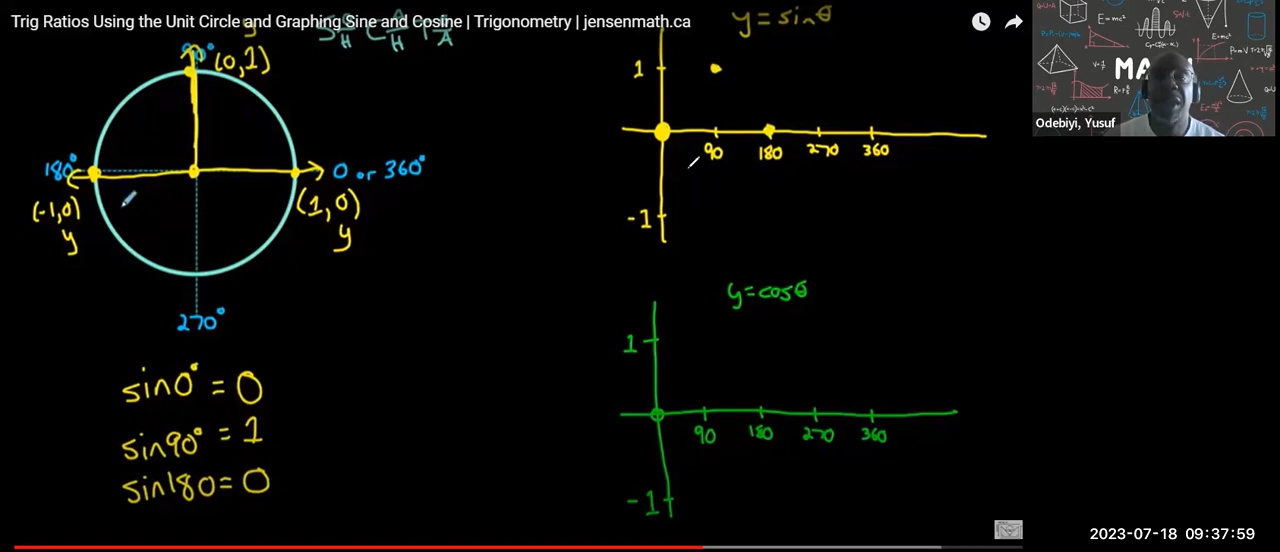 Trig Ratios Using the Unit Circle and Graphing Sine and Cosine | Trigonometry | jensenmath.ca
y
90°
(0,1)
180°
0 or 360°
(-1,0)
(1,0)
y
y
270°
sin0° = 0
sin90° = 1
sin180 = 0
y=sinθ
1
90 180 270 360
-1
y=cosθ
1
90 180 270 360
-1
E=mc²
MA
Odebiyi, Yusuf
2023-07-18 09:37:59